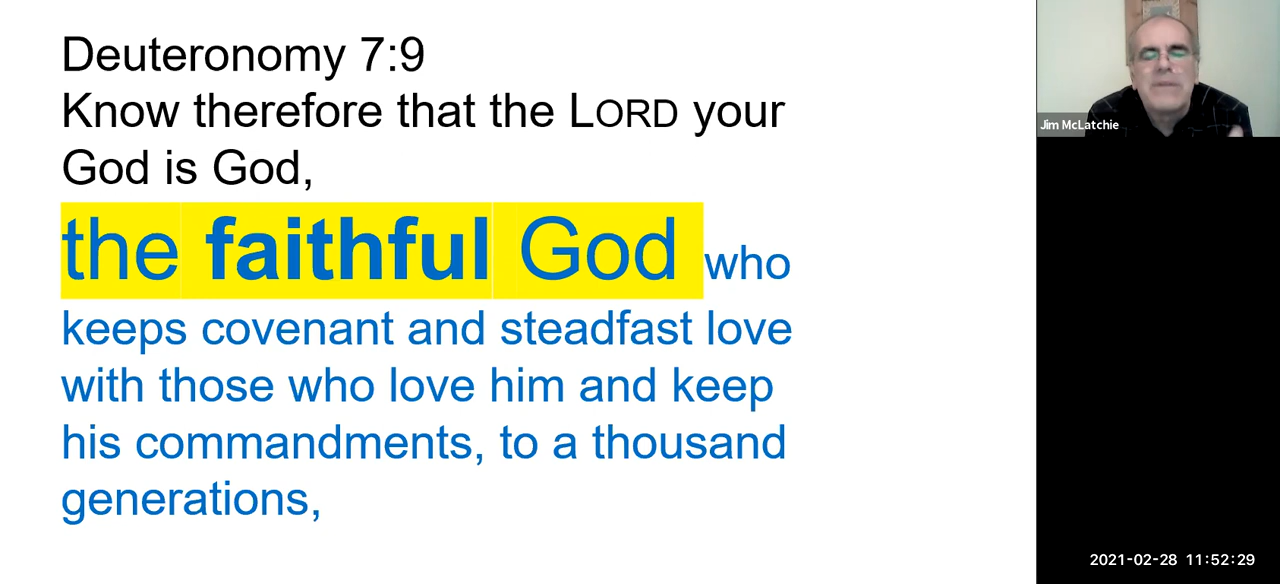 Deuteronomy 7:9
Know therefore that the LORD your
God is God,
the faithful God who
keeps covenant and steadfast love
with those who love him and keep
his commandments, to a thousand
generations,
Jim McLatchie
2021-02-28 11:52:29